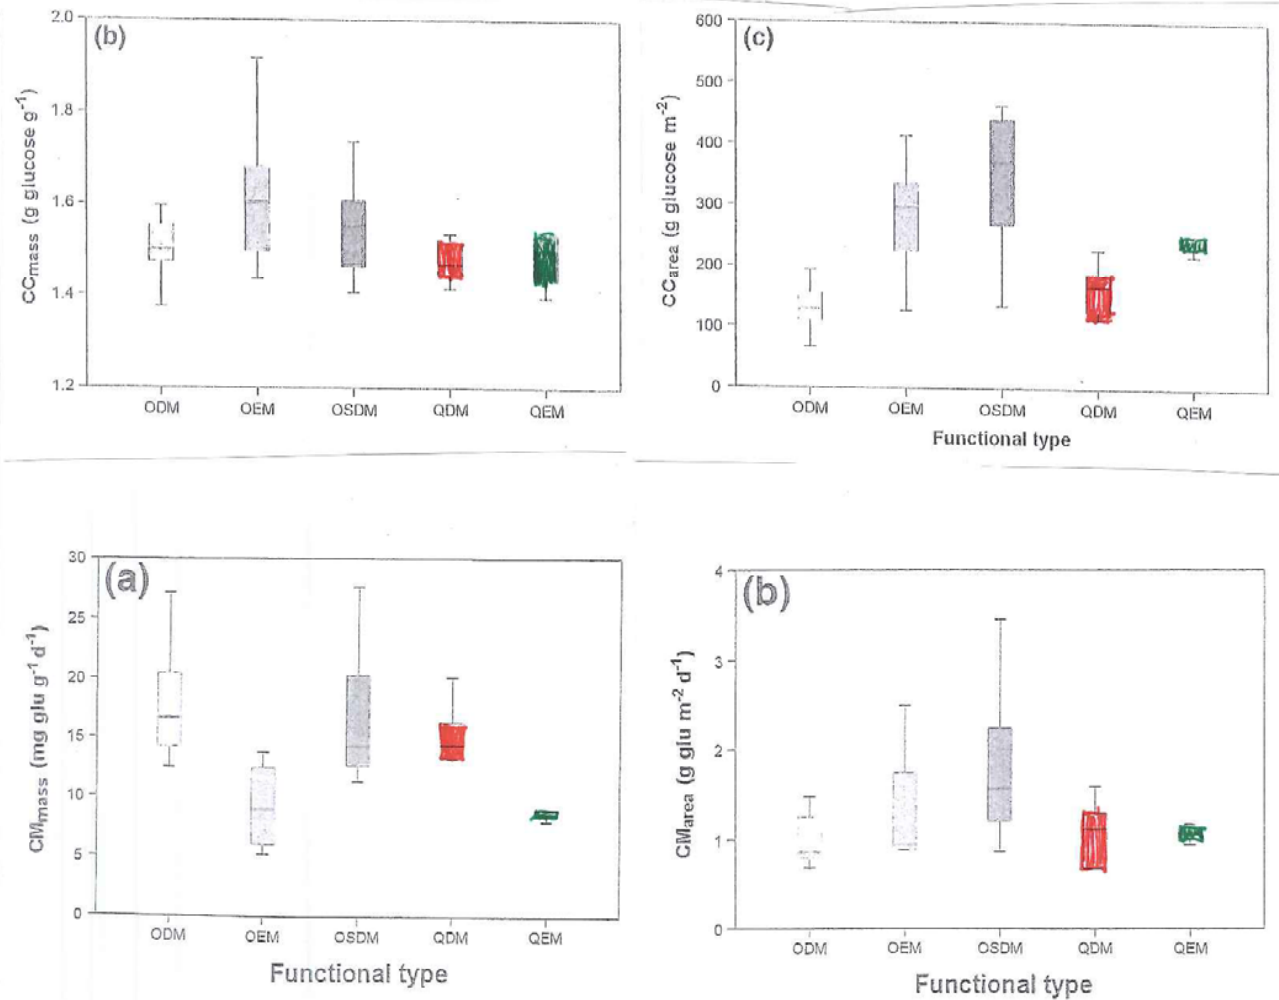 (b)
CCmass (g glucose g-1)
2.0
1.8
1.6
1.4
1.2
ODM OEM OSDM QDM QEM
(c)
CCarea (g glucose m-2)
600
500
400
300
200
100
0
ODM OEM OSDM QDM QEM
Functional type
(a)
CMmass (mg glu g-1 d-1)
30
25
20
15
10
5
0
ODM OEM OSDM QDM QEM
Functional type
(b)
CMarea (g glu m-2 d-1)
4
3
2
1
0
ODM OEM OSDM QDM QEM
Functional type